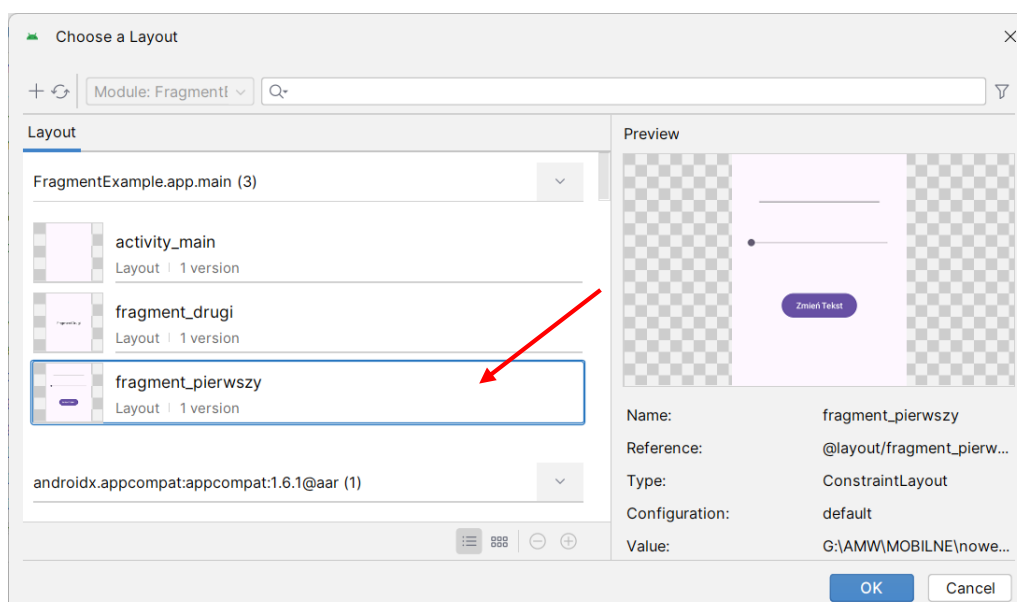 Choose a Layout
Module: FragmentE
Layout
FragmentExample.app.main (3)
activity_main
Layout | 1 version
fragment_drugi
Layout | 1 version
fragment_pierwszy
Layout | 1 version
androidx.appcompat:appcompat:1.6.1@aar (1)
Preview
Zmień Tekst
Name: fragment_pierwszy
Reference: @layout/fragment_pierw...
Type: ConstraintLayout
Configuration: default
Value: G:\AMW\MOBILNE\nowe...
OK Cancel